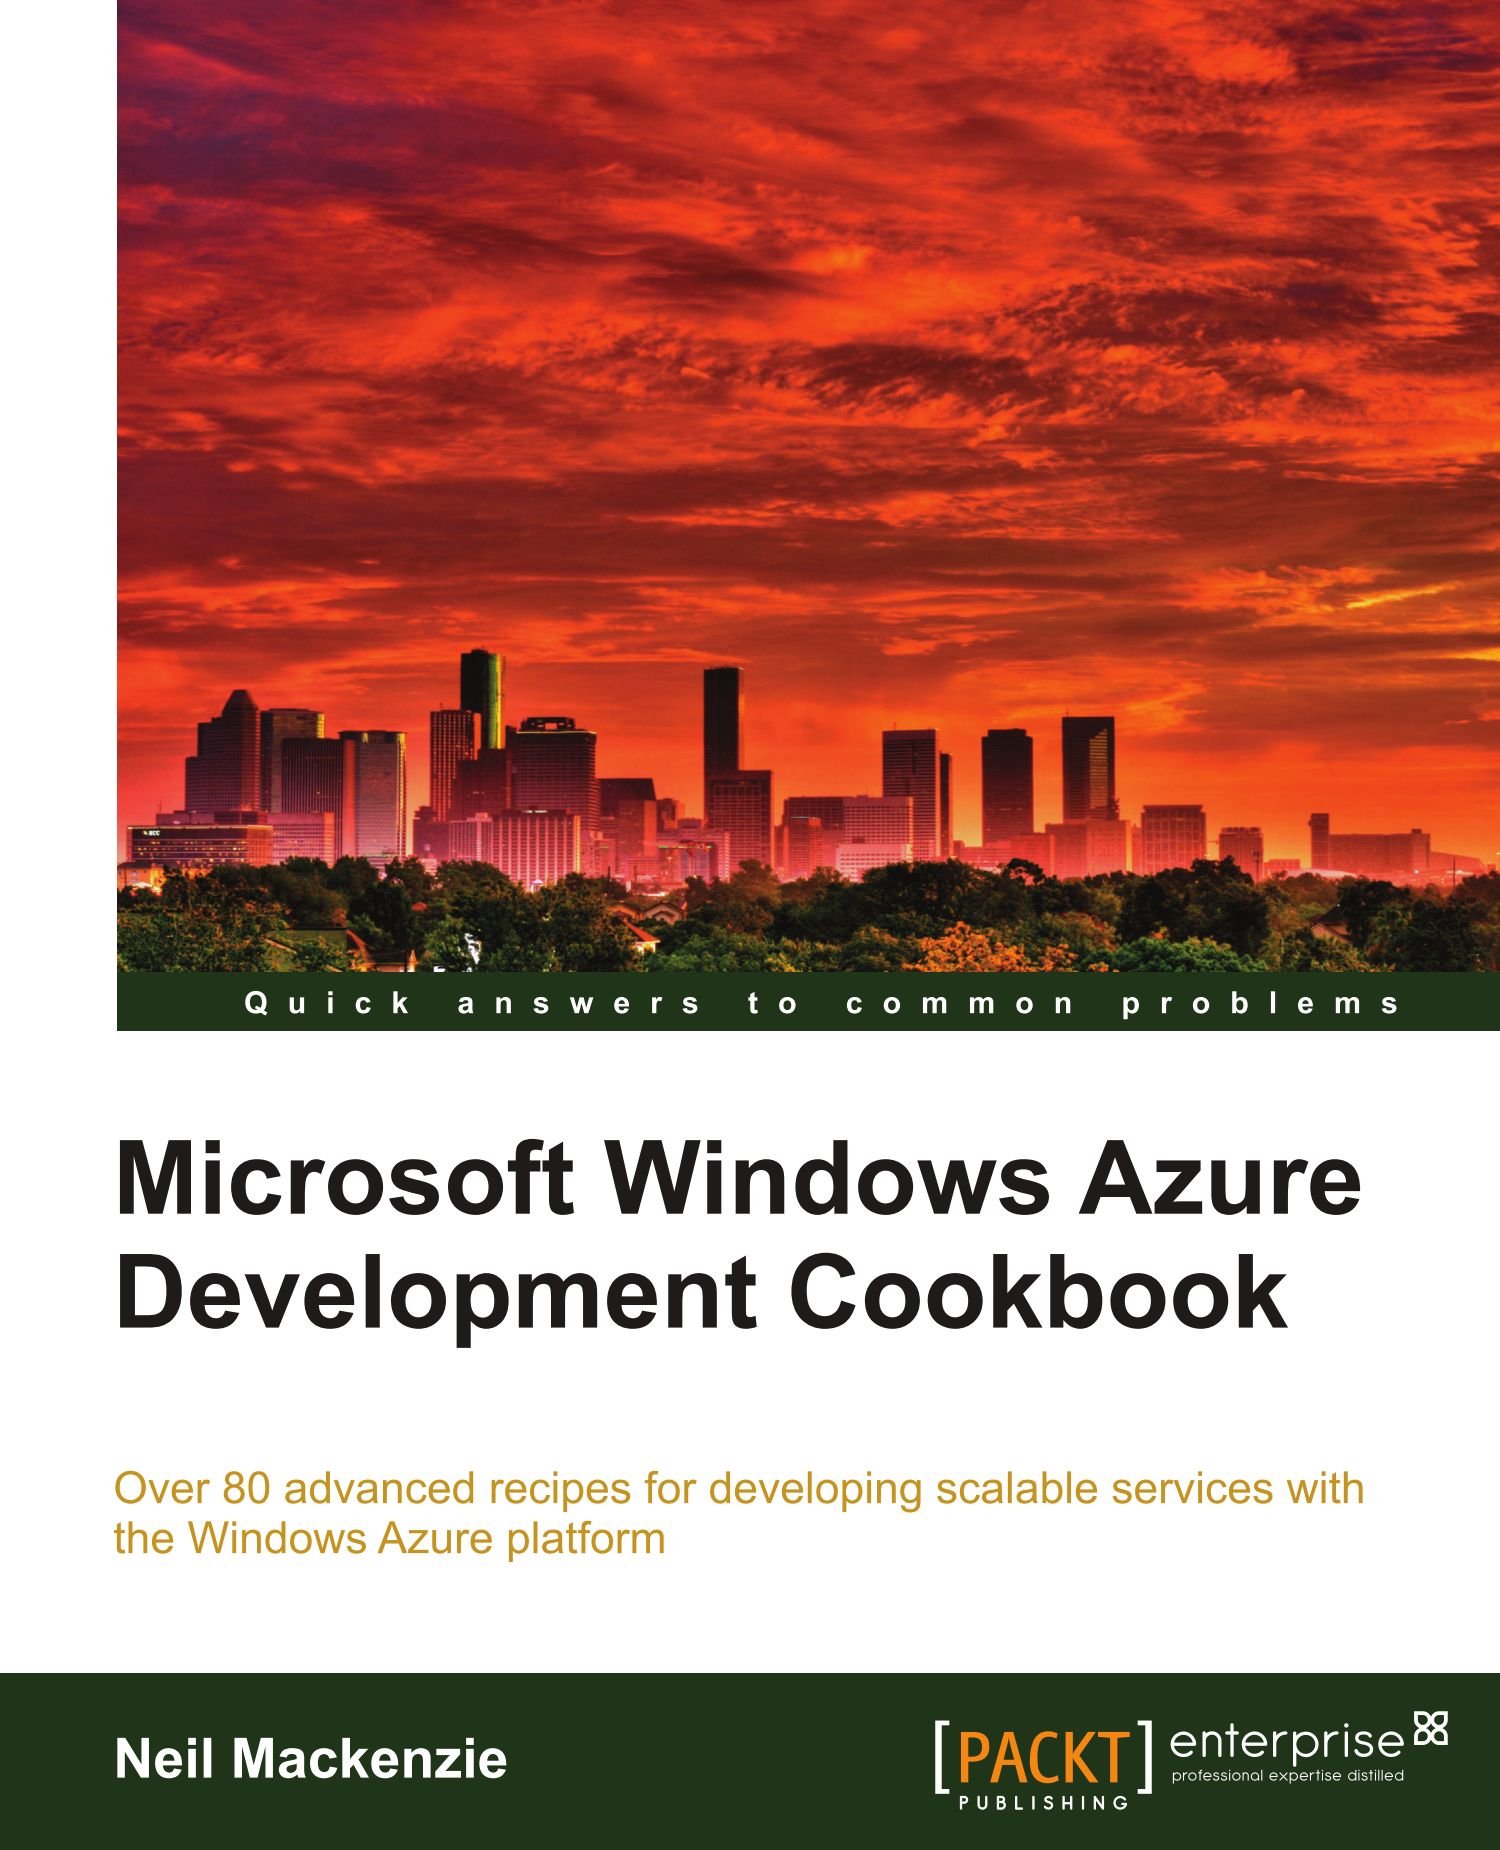 Quick answers to common problems
Microsoft Windows Azure
Development Cookbook
Over 80 advanced recipes for developing scalable services with
the Windows Azure platform
Neil Mackenzie
[PACKT]
PUBLISHING
enterprise
professional expertise distilled